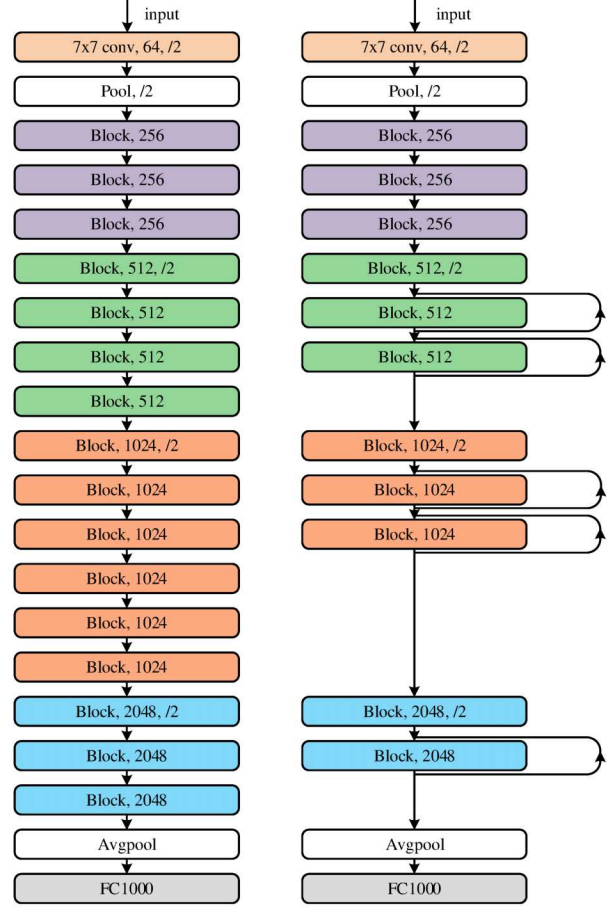 input
7x7 conv, 64, /2
Pool, /2
Block, 256
Block, 256
Block, 256
Block, 512, /2
Block, 512
Block, 512
Block, 512
Block, 1024, /2
Block, 1024
Block, 1024
Block, 1024
Block, 1024
Block, 1024
Block, 2048, /2
Block, 2048
Block, 2048
Avgpool
FC1000
input
7x7 conv, 64, /2
Pool, /2
Block, 256
Block, 256
Block, 256
Block, 512, /2
Block, 512
Block, 512
Block, 1024, /2
Block, 1024
Block, 1024
Block, 2048, /2
Block, 2048
Avgpool
FC1000